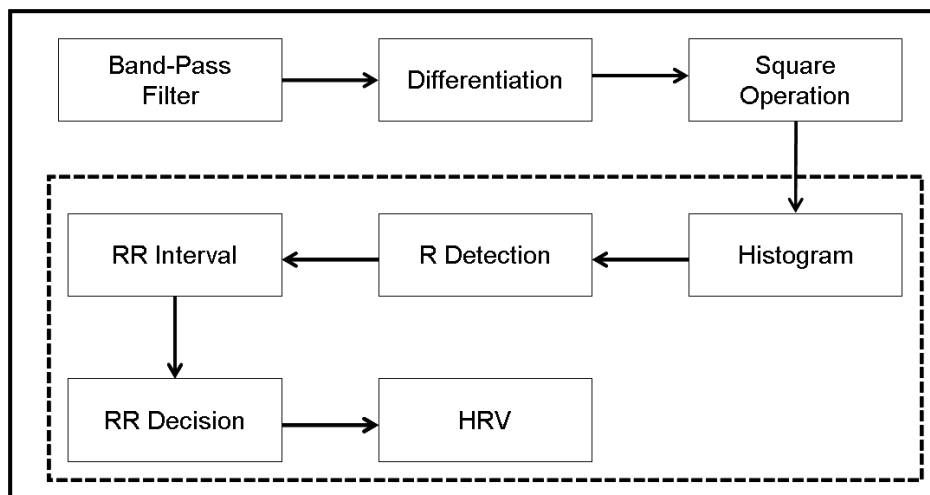 Band-Pass
Filter
Differentiation
Square
Operation
RR Interval
R Detection
Histogram
RR Decision
HRV